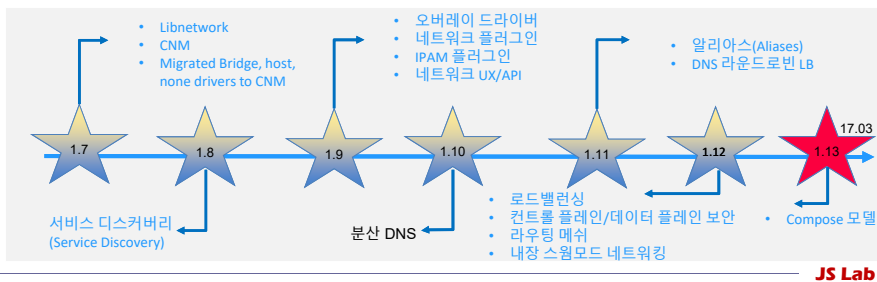 • Libnetwork
• CNM
• Migrated Bridge, host,
none drivers to CNM
• 오버레이 드라이버
• 네트워크 플러그인
• IPAM 플러그인
• 네트워크 UX/API
• 알리아스(Aliases)
• DNS 라운드로빈 LB
17.03
1.7
1.8
1.9
1.10
1.11
1.12
1.13
서비스 디스커버리
(Service Discovery)
분산 DNS
• 로드밸런싱
• 컨트롤 플레인/데이터 플레인 보안
• 라우팅 메쉬
• 내장 스웜모드 네트워킹
• Compose 모델
JS Lab